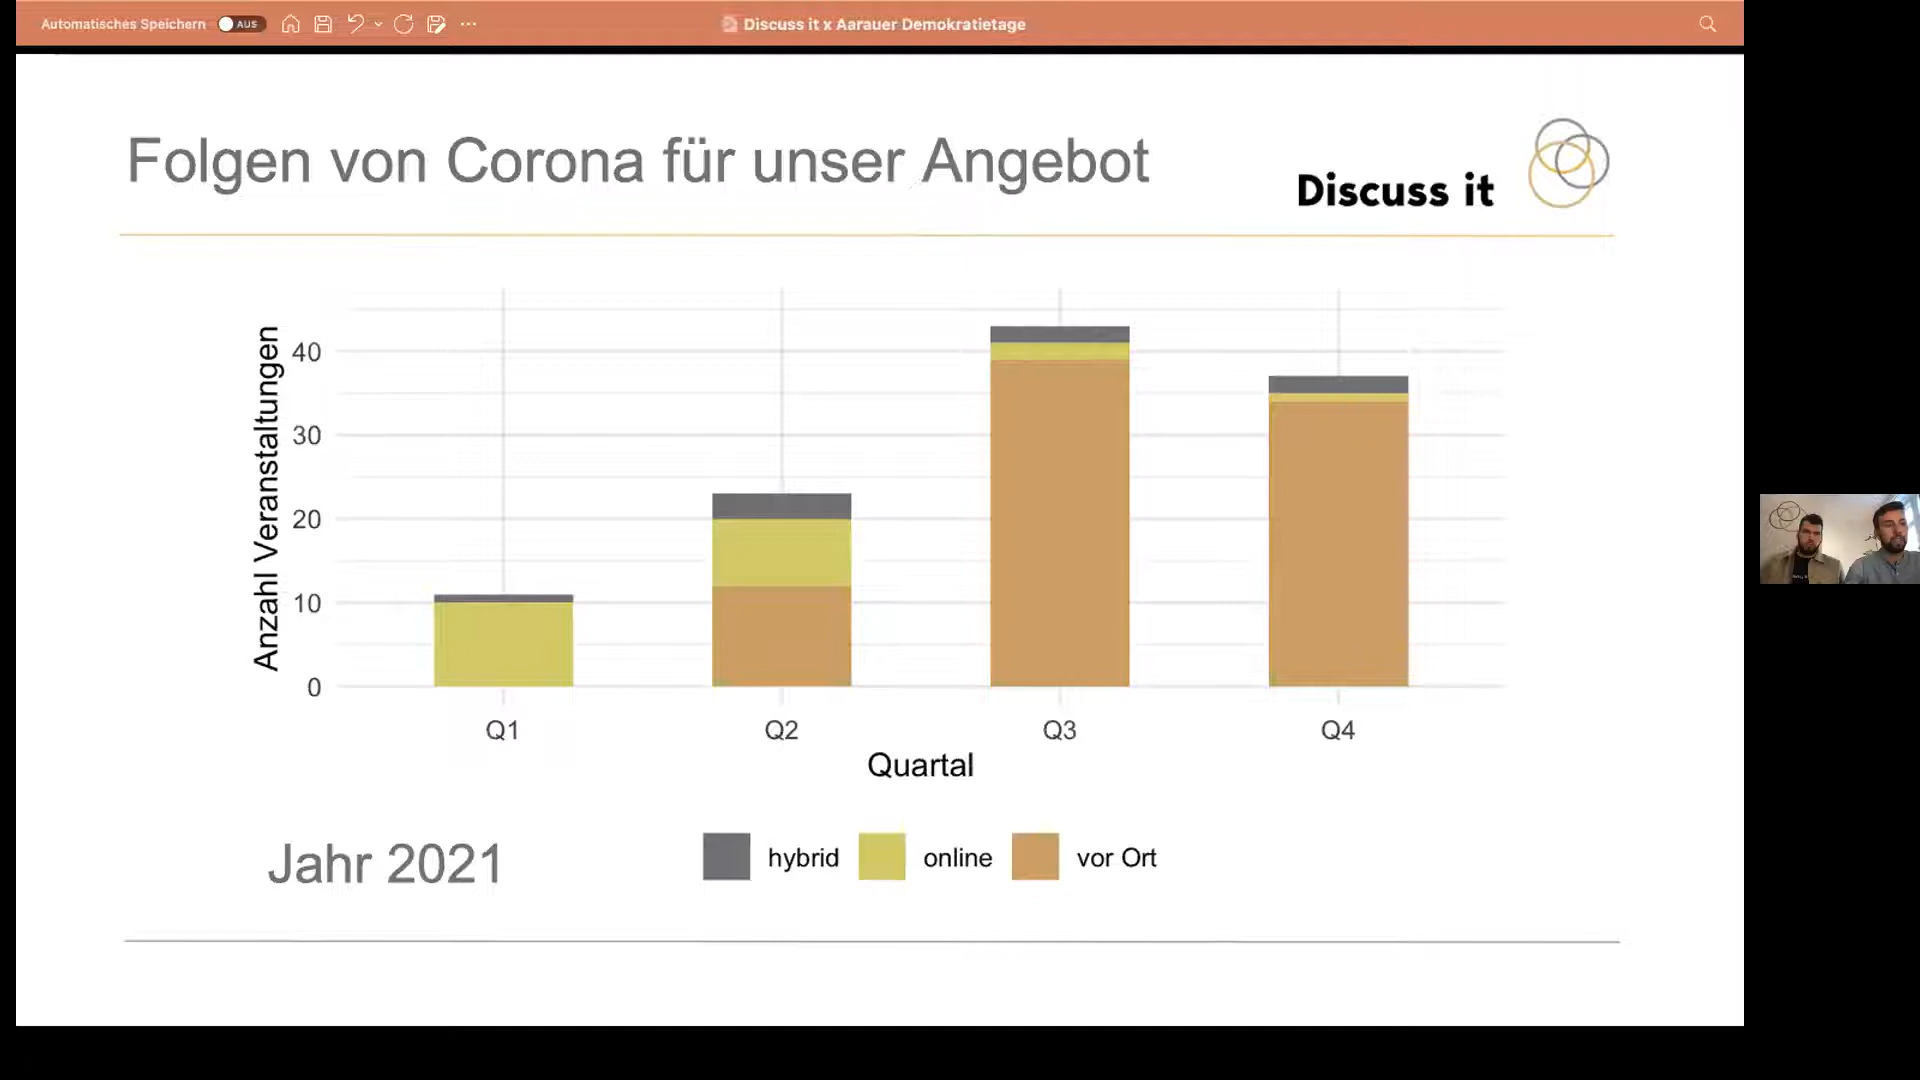 Automatisches Speichern AUS Discuss it x Aarauer Demokratietage
Folgen von Corona für unser Angebot
Discuss it
Anzahl Veranstaltungen
40
30
20
10
0
Q1 Q2 Q3 Q4
Quartal
Jahr 2021
hybrid online vor Ort